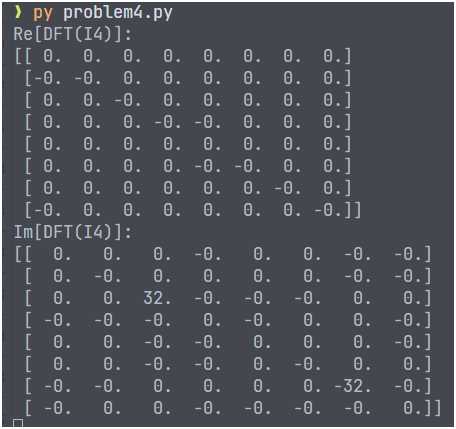 ❯ py problem4.py
Re[DFT(I4)]:
[[ 0.  0.  0.  0.  0.  0.  0.  0.]
 [-0. -0.  0.  0.  0.  0.  0.  0.]
 [ 0.  0. -0.  0.  0.  0.  0.  0.]
 [ 0.  0.  0. -0. -0.  0.  0.  0.]
 [ 0.  0.  0.  0.  0.  0.  0.  0.]
 [ 0.  0.  0.  0. -0. -0.  0.  0.]
 [ 0.  0.  0.  0.  0.  0. -0.  0.]
 [-0.  0.  0.  0.  0.  0.  0. -0.]]
Im[DFT(I4)]:
[[  0.   0.   0.  -0.   0.   0.  -0.  -0.]
 [  0.  -0.   0.   0.   0.   0.   0.  -0.]
 [  0.   0.  32.  -0.  -0.  -0.   0.   0.]
 [ -0.  -0.  -0.   0.  -0.   0.   0.  -0.]
 [  0.   0.  -0.   0.   0.   0.   0.  -0.]
 [  0.   0.  -0.  -0.   0.  -0.   0.   0.]
 [ -0.  -0.   0.   0.   0.   0. -32.  -0.]
 [ -0.   0.   0.  -0.  -0.  -0.  -0.   0.]]